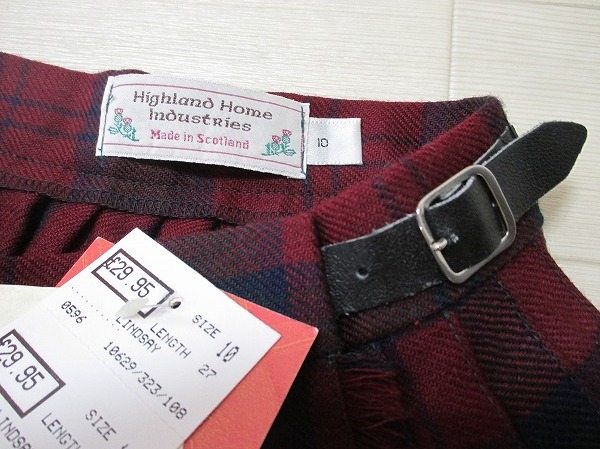 Highland Home
Industries
Made in Scotland
10
£29.95
SIZE 10
LENGTH 27
LINDSAY
0596
10629/323/108
£29.95
SIZE
LENGTH
LINDSAY